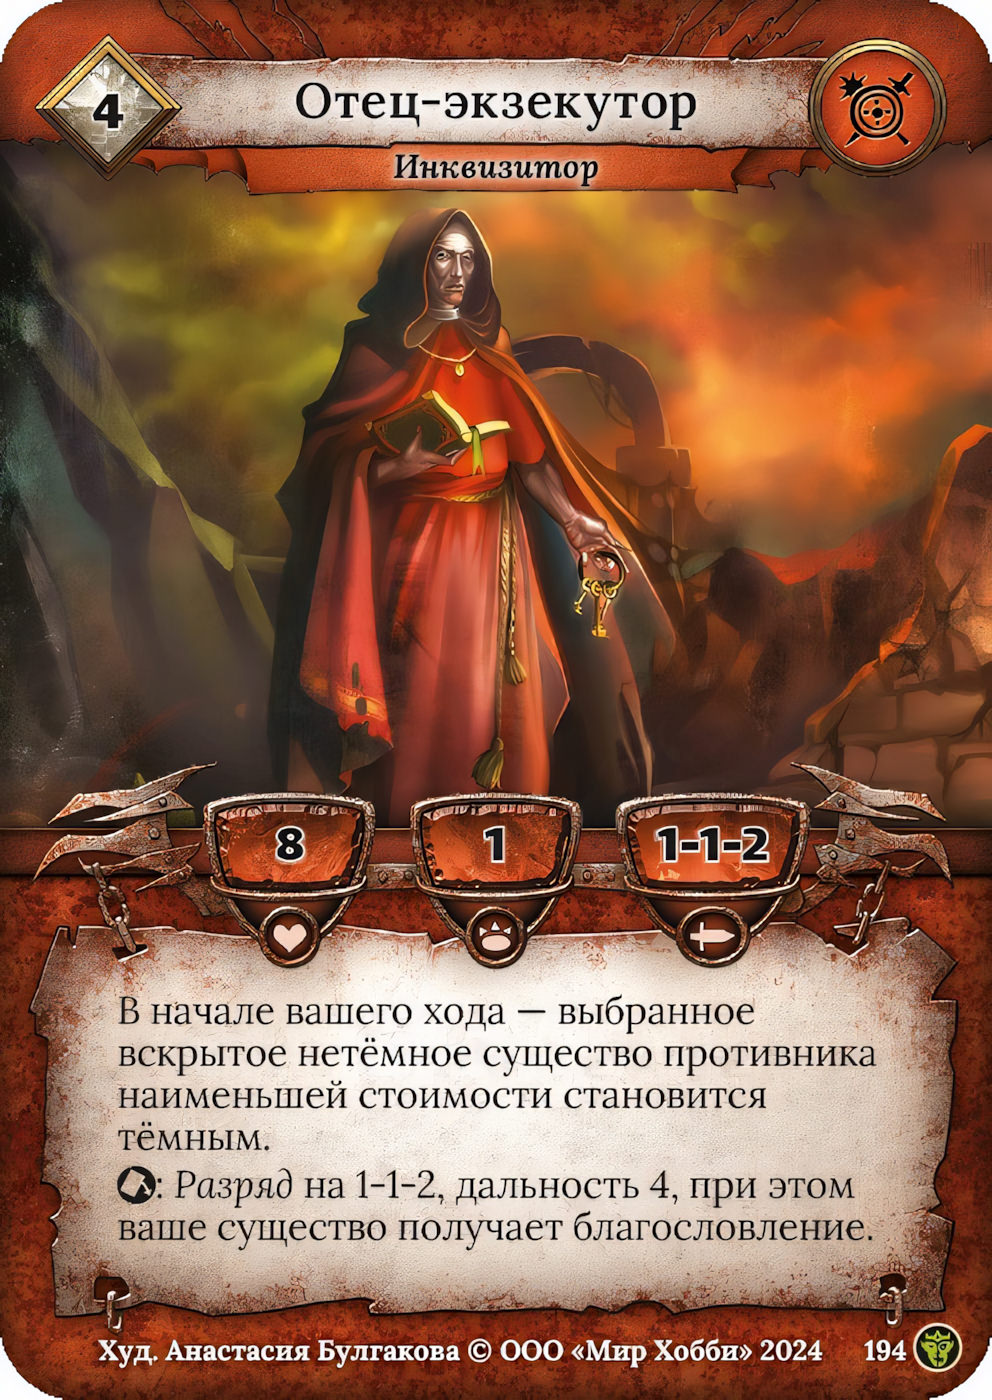 4
Отец-экзекутор
Инквизитор
8
1
1-1-2
В начале вашего хода — выбранное
вскрытое нетёмное существо противника
наименьшей стоимости становится
тёмным.
: Разряд на 1-1-2, дальность 4, при этом
ваше существо получает благословление.
Худ. Анастасия Булгакова © ООО «Мир Хобби» 2024
194